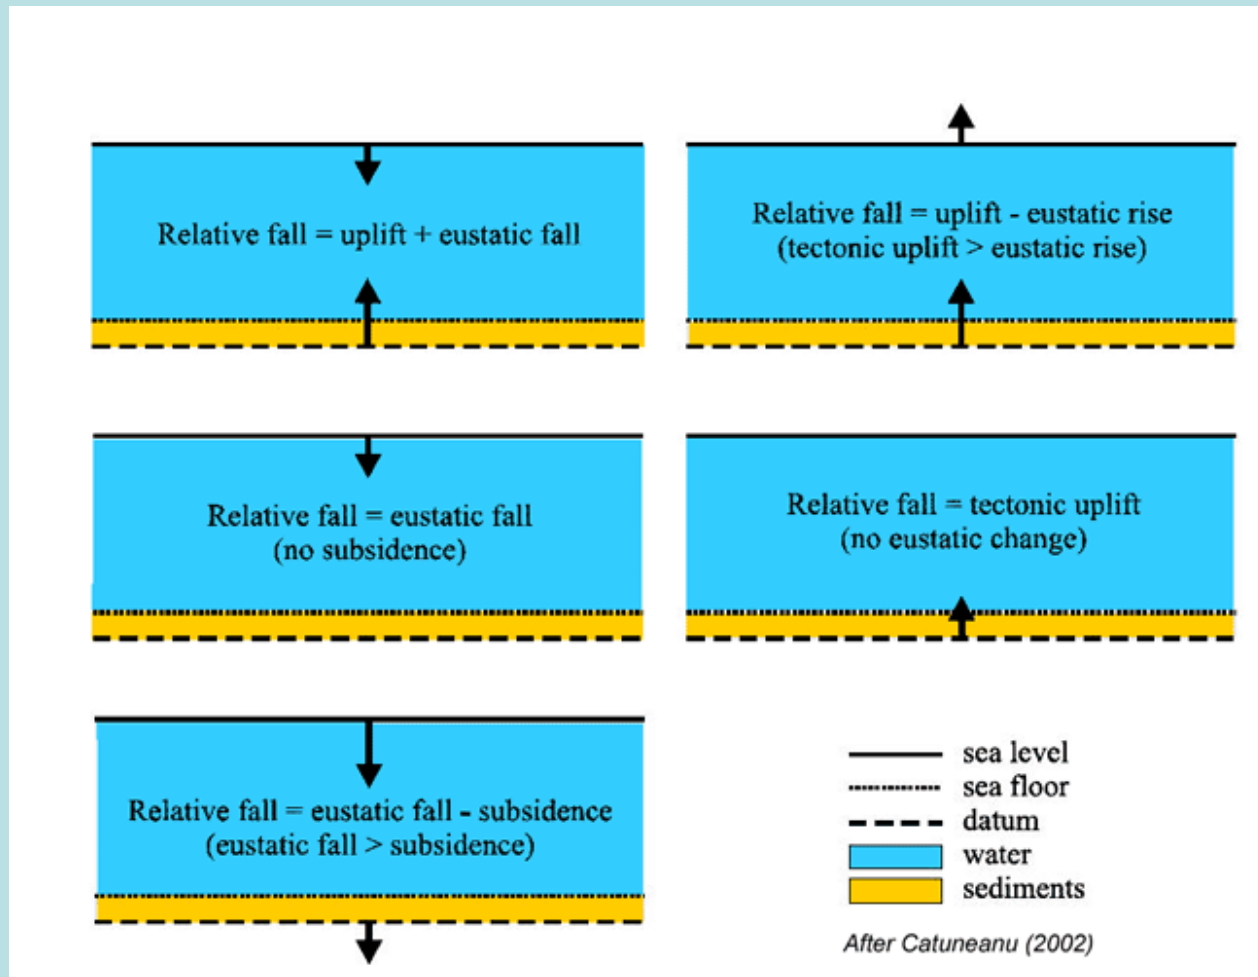 Relative fall = uplift + eustatic fall
Relative fall = uplift - eustatic rise
(tectonic uplift > eustatic rise)
Relative fall = eustatic fall
(no subsidence)
Relative fall = tectonic uplift
(no eustatic change)
Relative fall = eustatic fall - subsidence
(eustatic fall > subsidence)
sea level
sea floor
datum
water
sediments
After Catuneanu (2002)